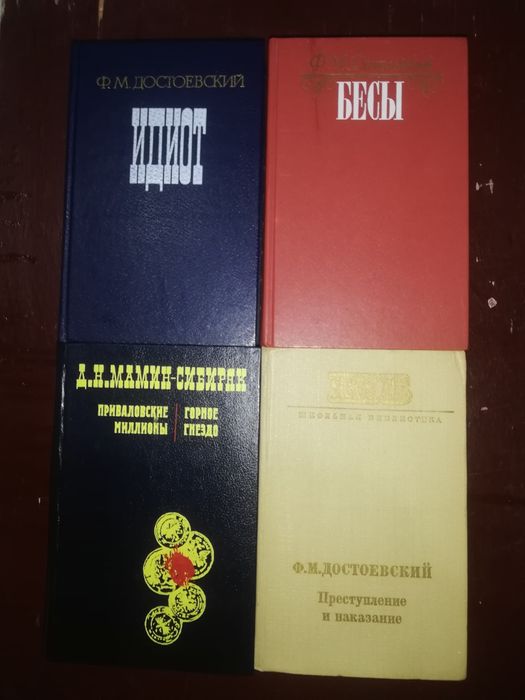 Ф. М. ДОСТОЕВСКИЙ
ИДИОТ
БЕСЫ
Д.Н.МАМИН-СИБИРЯК
ПРИВАЛОВСКИЕ
МИЛЛИОНЫ
ГОРНОЕ
ГНЕЗДО
ШКОЛЬНАЯ БИБЛИОТЕКА
Ф.М.ДОСТОЕВСКИЙ
Преступление
и наказание